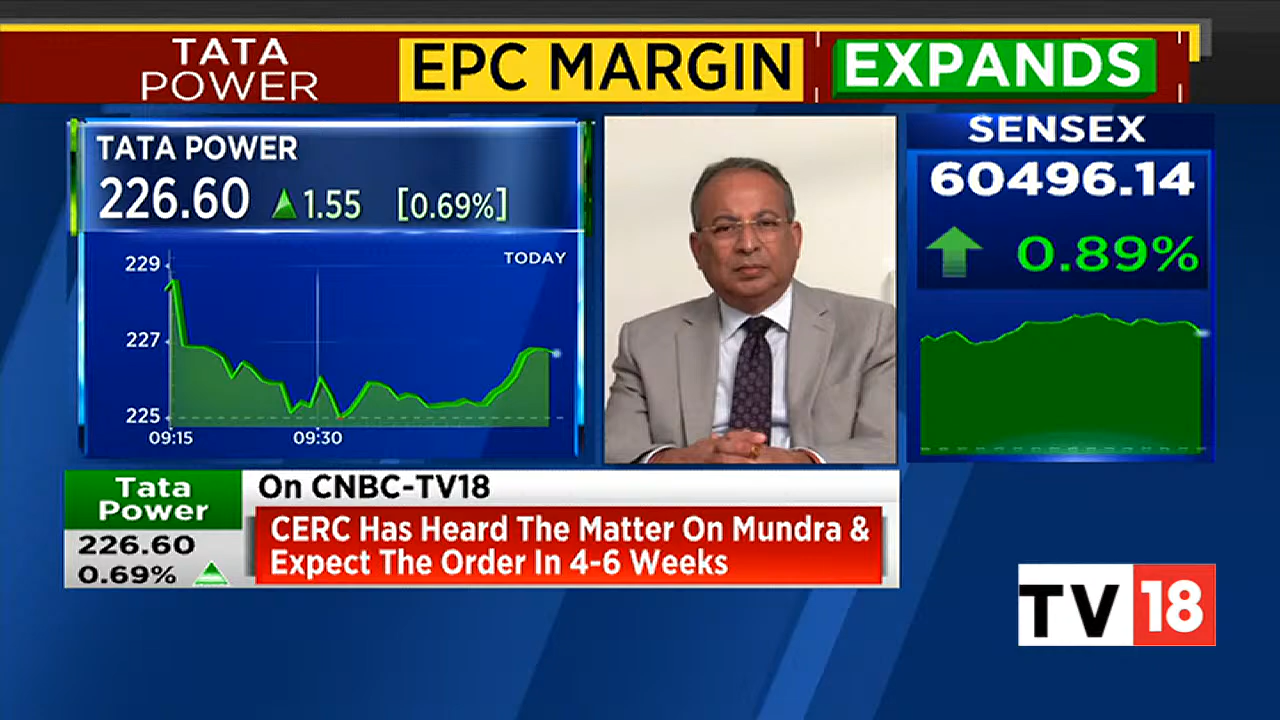 TATA
POWER
EPC MARGIN
EXPANDS
TATA POWER
226.60 ▲ 1.55 [0.69%]
TODAY
229
227
225
09:15 09:30
SENSEX
60496.14
0.89%
Tata
Power
226.60
0.69%
On CNBC-TV18
CERC Has Heard The Matter On Mundra &
Expect The Order In 4-6 Weeks
TV18